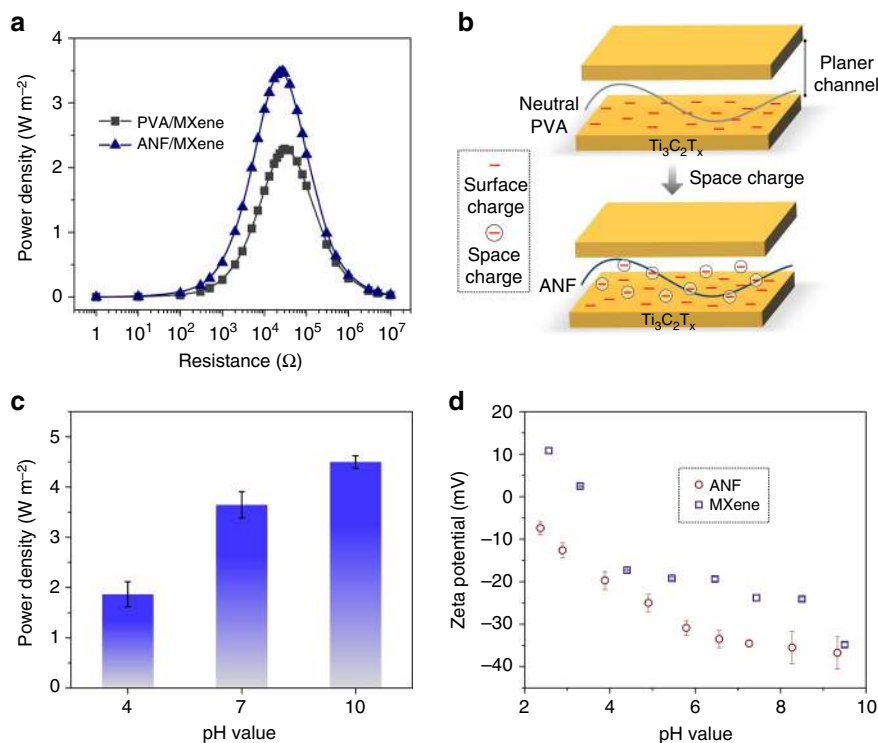 a
4
3
2
1
0
Power density (W m⁻²)
PVA/MXene
ANF/MXene
1 10¹ 10² 10³ 10⁴ 10⁵ 10⁶ 10⁷
Resistance (Ω)
b
Planer
channel
Neutral
PVA
Ti₃C₂Tₓ
Space charge
Surface
charge
Space
charge
ANF
Ti₃C₂Tₓ
c
5
4
3
2
1
0
Power density (W m⁻²)
4 7 10
pH value
d
20
10
0
−10
−20
−30
−40
Zeta potential (mV)
ANF
MXene
2 4 6 8 10
pH value